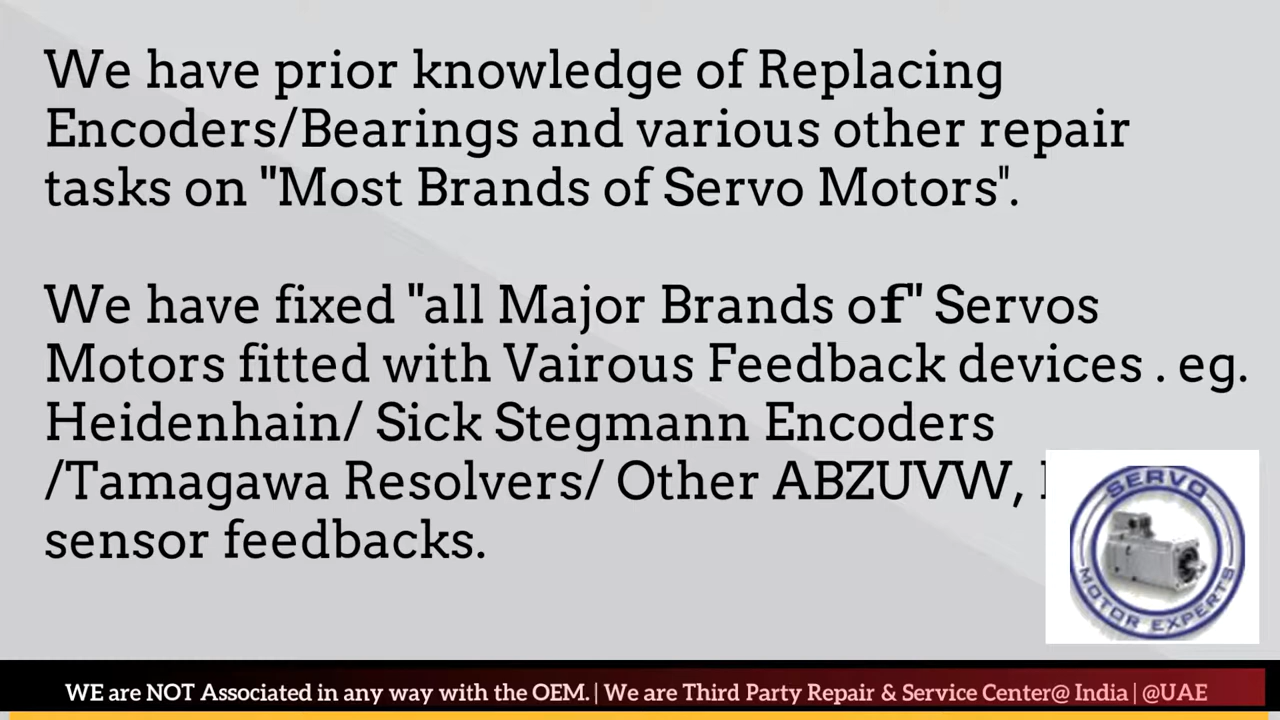 We have prior knowledge of Replacing
Encoders/Bearings and various other repair
tasks on "Most Brands of Servo Motors".
We have fixed "all Major Brands of" Servos
Motors fitted with Vairous Feedback devices . eg.
Heidenhain/ Sick Stegmann Encoders
/Tamagawa Resolvers/ Other ABZUVW,
sensor feedbacks.
SERVO
MOTOR EXPERTS
WE are NOT Associated in any way with the OEM. | We are Third Party Repair & Service Center@ India | @UAE